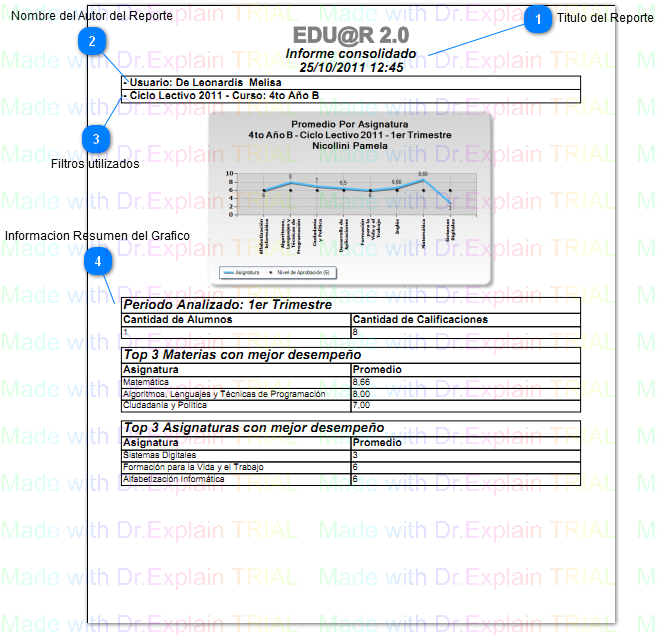 Nombre del Autor del Reporte
1
Titulo del Reporte
2
EDU@R 2.0
Informe consolidado
25/10/2011 12:45
- Usuario: De Leonardis Melisa
- Ciclo Lectivo 2011 - Curso: 4to Año B
3
Filtros utilizados
Promedio Por Asignatura
4to Año B - Ciclo Lectivo 2011 - 1er Trimestre
Nicollini Pamela
10
8
6
4
2
0
6
8
7
6,5
6
6,66
8,66
3
Alfabetización
Informática
Algoritmos,
Lenguajes y
Técnicas de
Programación
Ciudadanía
y Política
Desarrollo de
Aplicaciones
Formación
para la
Vida y el
Trabajo
Inglés
Matemática
Sistemas
Digitales
Asignatura
Nivel de Aprobación (6)
Informacion Resumen del Grafico
4
Periodo Analizado: 1er Trimestre
Cantidad de Alumnos Cantidad de Calificaciones
1 8
Top 3 Materias con mejor desempeño
Asignatura Promedio
Matemática 8,66
Algoritmos, Lenguajes y Técnicas de Programación 8,00
Ciudadanía y Política 7,00
Top 3 Asignaturas con mejor desempeño
Asignatura Promedio
Sistemas Digitales 3
Formación para la Vida y el Trabajo 6
Alfabetización Informática 6
Made with Dr.Explain TRIAL